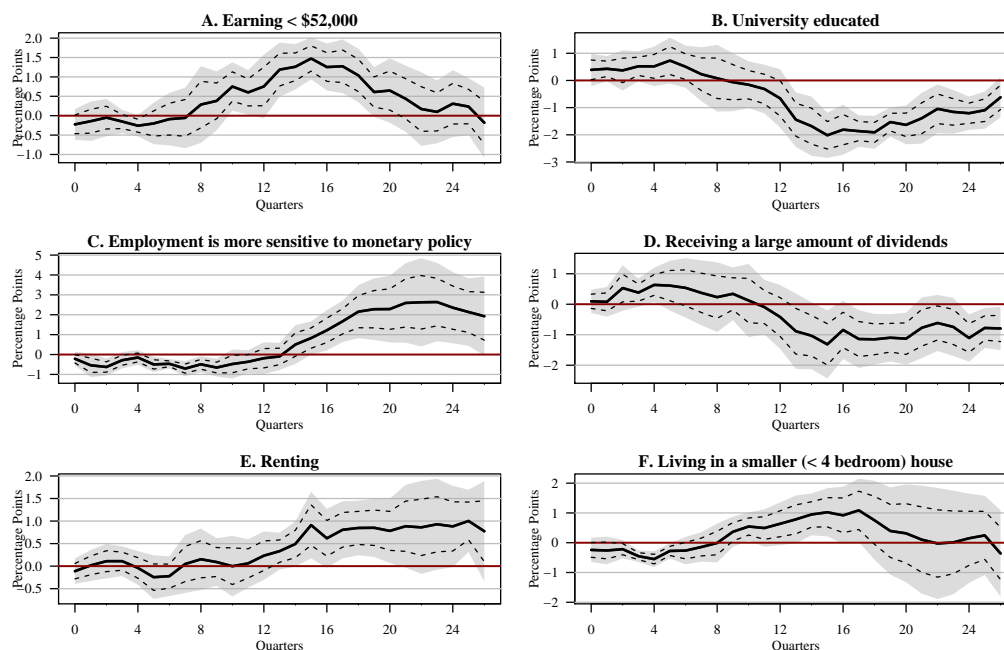 A. Earning < $52,000
Percentage Points
2.0
1.5
1.0
0.5
0.0
−0.5
−1.0
0 4 8 12 16 20 24
Quarters
B. University educated
Percentage Points
1
0
−1
−2
−3
0 4 8 12 16 20 24
Quarters
C. Employment is more sensitive to monetary policy
Percentage Points
5
4
3
2
1
0
−1
0 4 8 12 16 20 24
Quarters
D. Receiving a large amount of dividends
Percentage Points
1
0
−1
−2
0 4 8 12 16 20 24
Quarters
E. Renting
Percentage Points
2.0
1.5
1.0
0.5
0.0
−0.5
0 4 8 12 16 20 24
Quarters
F. Living in a smaller (< 4 bedroom) house
Percentage Points
2
1
0
−1
−2
0 4 8 12 16 20 24
Quarters